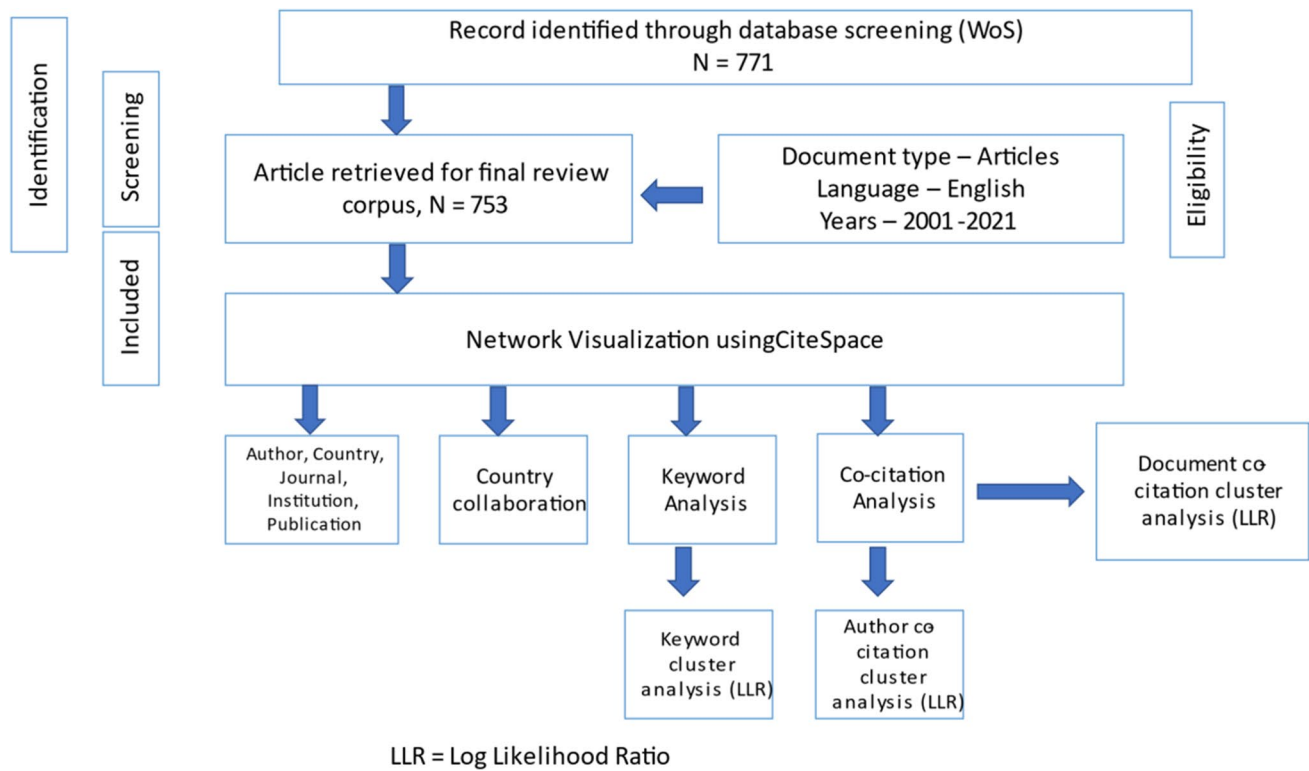 Identification
Screening
Included
Eligibility
Record identified through database screening (WoS)
N = 771
Article retrieved for final review
corpus, N = 753
Document type – Articles
Language – English
Years – 2001 -2021
Network Visualization usingCiteSpace
Author, Country,
Journal,
Institution,
Publication
Country
collaboration
Keyword
Analysis
Co-citation
Analysis
Document co-
citation cluster
analysis (LLR)
Keyword
cluster
analysis (LLR)
Author co-
citation
cluster
analysis (LLR)
LLR = Log Likelihood Ratio